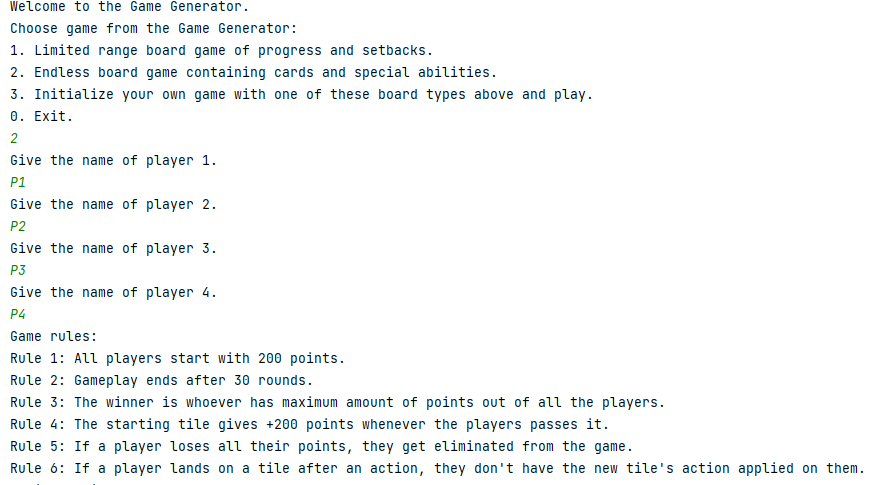 Welcome to the Game Generator.
Choose game from the Game Generator:
1. Limited range board game of progress and setbacks.
2. Endless board game containing cards and special abilities.
3. Initialize your own game with one of these board types above and play.
0. Exit.
2
Give the name of player 1.
P1
Give the name of player 2.
P2
Give the name of player 3.
P3
Give the name of player 4.
P4
Game rules:
Rule 1: All players start with 200 points.
Rule 2: Gameplay ends after 30 rounds.
Rule 3: The winner is whoever has maximum amount of points out of all the players.
Rule 4: The starting tile gives +200 points whenever the players passes it.
Rule 5: If a player loses all their points, they get eliminated from the game.
Rule 6: If a player lands on a tile after an action, they don't have the new tile's action applied on them.